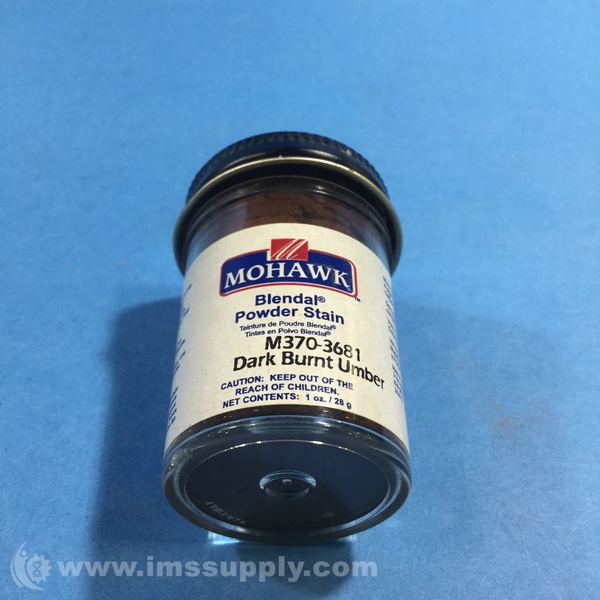 MOHAWK
TM
Blendal®
Powder Stain
Teinture de Poudre Blendal®
Tintes en Polvo Blendal®
M370-3681
Dark Burnt Umber
CAUTION: KEEP OUT OF THE
REACH OF CHILDREN.
NET CONTENTS: 1 oz. / 28 g
www.imssupply.com